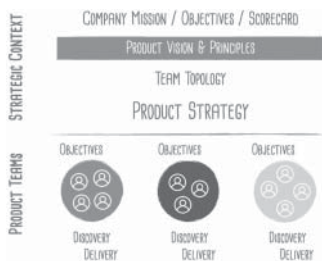 STRATEGIC CONTEXT
COMPANY MISSION / OBJECTIVES / SCORECARD
PRODUCT VISION & PRINCIPLES
TEAM TOPOLOGY
PRODUCT STRATEGY
PRODUCT TEAMS
OBJECTIVES OBJECTIVES OBJECTIVES
DISCOVERY DISCOVERY DISCOVERY
DELIVERY DELIVERY DELIVERY